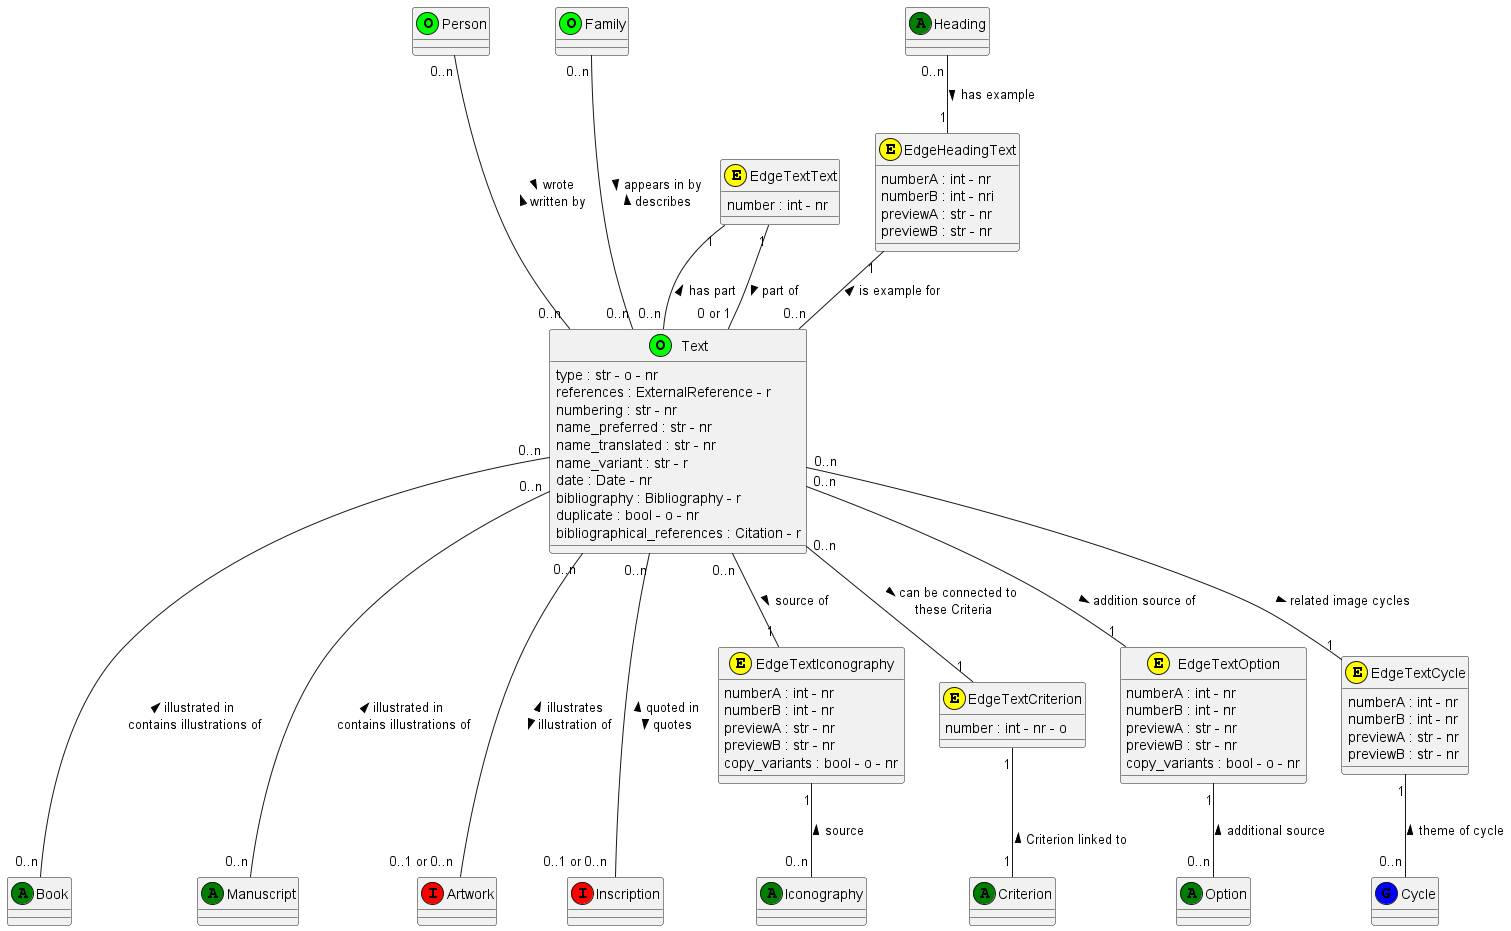 O Person
O Family
A Heading
0..n
0..n
0..n
has example
1
E EdgeHeadingText
numberA : int - nr
numberB : int - nri
previewA : str - nr
previewB : str - nr
E EdgeTextText
number : int - nr
wrote
written by
appears in by
describes
1
1
1
has part
part of
is example for
0..n
0..n
0..n
0 or 1
0..n
O Text
type : str - o - nr
references : ExternalReference - r
numbering : str - nr
name_preferred : str - nr
name_translated : str - nr
name_variant : str - r
date : Date - nr
bibliography : Bibliography - r
duplicate : bool - o - nr
bibliographical_references : Citation - r
0..n
0..n
0..n
0..n
0..n
0..n
0..n
0..n
source of
can be connected to
these Criteria
addition source of
related image cycles
1
1
1
1
E EdgeTextIconography
numberA : int - nr
numberB : int - nr
previewA : str - nr
previewB : str - nr
copy_variants : bool - o - nr
E EdgeTextCriterion
number : int - nr - o
E EdgeTextOption
numberA : int - nr
numberB : int - nr
previewA : str - nr
previewB : str - nr
copy_variants : bool - o - nr
E EdgeTextCycle
numberA : int - nr
numberB : int - nr
previewA : str - nr
previewB : str - nr
illustrated in
contains illustrations of
illustrated in
contains illustrations of
illustrates
illustration of
quoted in
quotes
1
1
1
1
source
Criterion linked to
additional source
theme of cycle
0..n
0..n
0..1 or 0..n
0..1 or 0..n
0..n
1
0..n
0..n
A Book
A Manuscript
I Artwork
I Inscription
A Iconography
A Criterion
A Option
G Cycle